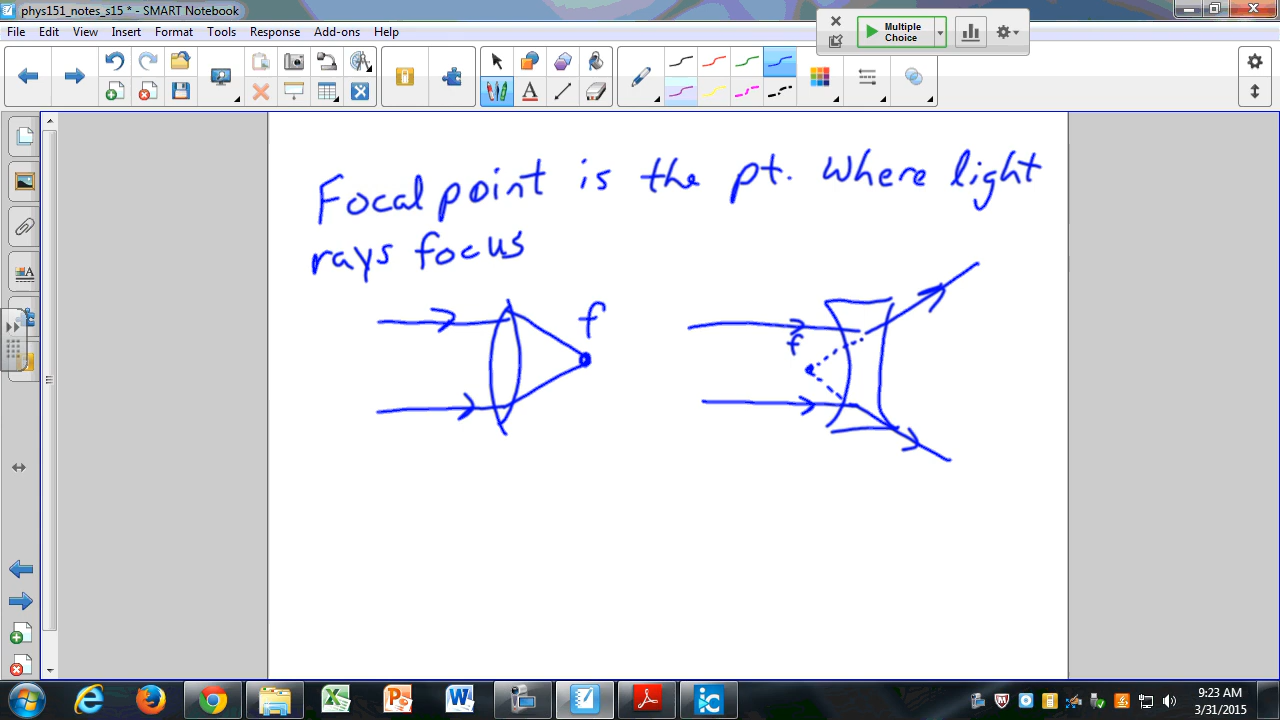 phys151_notes_s15 * - SMART Notebook
File Edit View Insert Format Tools Response Add-ons Help
Multiple
Choice
Focal point is the pt. where light
rays focus
f
f
9:23 AM
3/31/2015